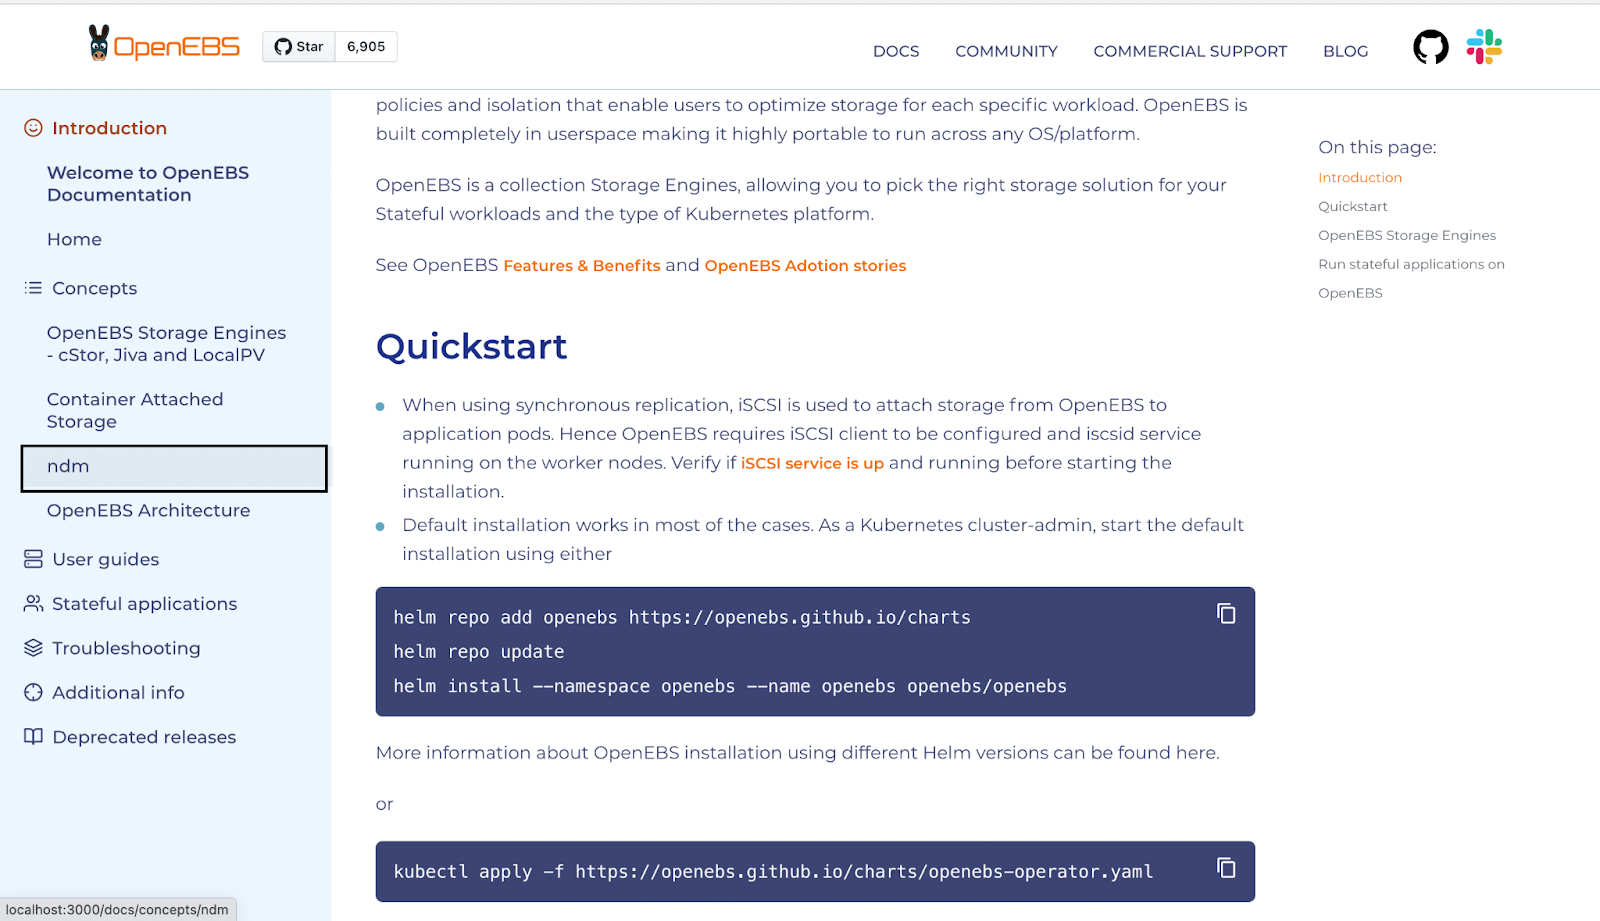 OpenEBS
Star 6,905
DOCS COMMUNITY COMMERCIAL SUPPORT BLOG
Introduction
Welcome to OpenEBS
Documentation
Home
Concepts
OpenEBS Storage Engines
- cStor, Jiva and LocalPV
Container Attached
Storage
ndm
OpenEBS Architecture
User guides
Stateful applications
Troubleshooting
Additional info
Deprecated releases
policies and isolation that enable users to optimize storage for each specific workload. OpenEBS is
built completely in userspace making it highly portable to run across any OS/platform.
OpenEBS is a collection Storage Engines, allowing you to pick the right storage solution for your
Stateful workloads and the type of Kubernetes platform.
See OpenEBS Features & Benefits and OpenEBS Adotion stories
Quickstart
When using synchronous replication, iSCSI is used to attach storage from OpenEBS to
application pods. Hence OpenEBS requires iSCSI client to be configured and iscsid service
running on the worker nodes. Verify if iSCSI service is up and running before starting the
installation.
Default installation works in most of the cases. As a Kubernetes cluster-admin, start the default
installation using either
helm repo add openebs https://openebs.github.io/charts
helm repo update
helm install --namespace openebs --name openebs openebs/openebs
More information about OpenEBS installation using different Helm versions can be found here.
or
kubectl apply -f https://openebs.github.io/charts/openebs-operator.yaml
On this page:
Introduction
Quickstart
OpenEBS Storage Engines
Run stateful applications on
OpenEBS
localhost:3000/docs/concepts/ndm